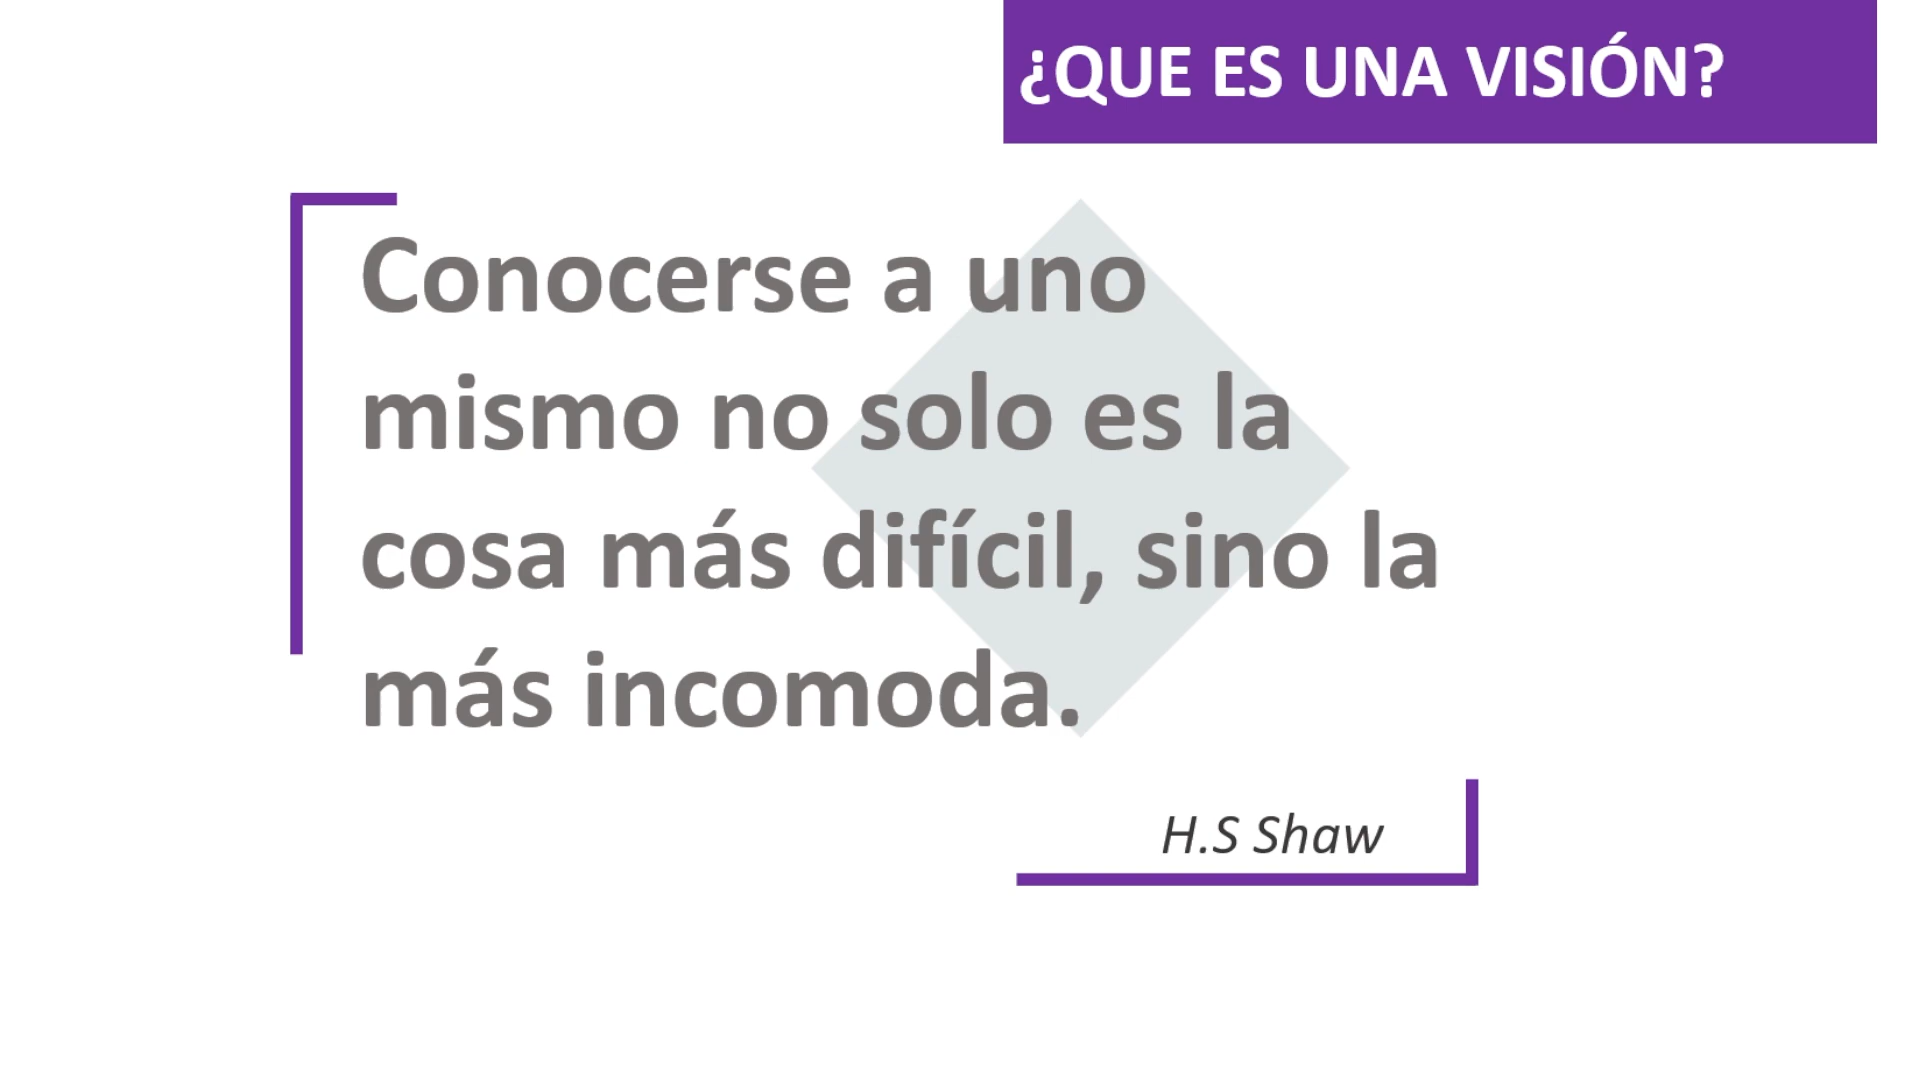 ¿QUE ES UNA VISIÓN?
Conocerse a uno
mismo no solo es la
cosa más difícil, sino la
más incomoda.
H.S Shaw